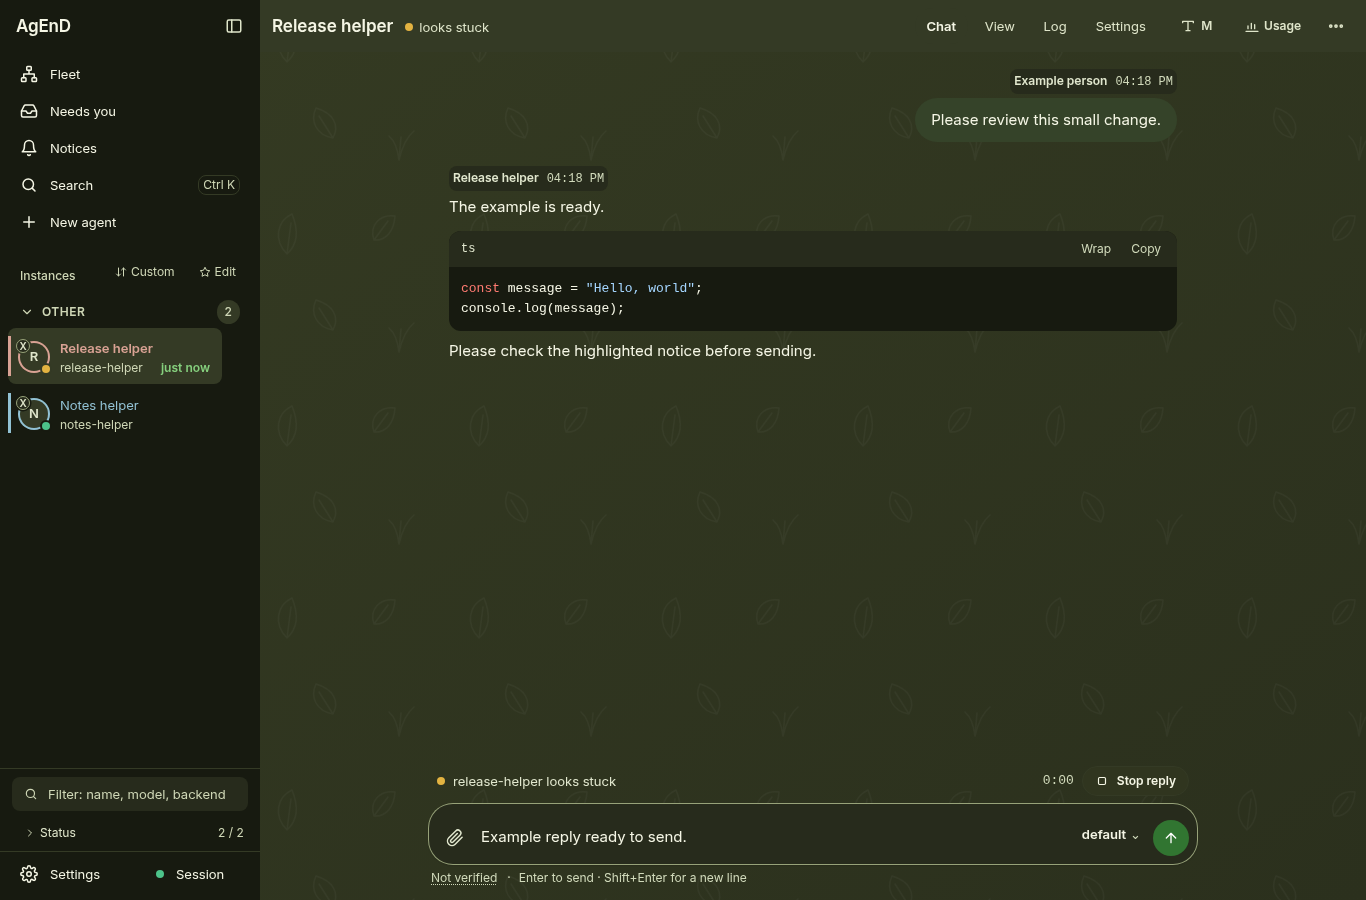 AgEnD
Fleet
Needs you
Notices
Search Ctrl K
New agent
Instances Custom Edit
OTHER 2
X R Release helper
release-helper just now
X N Notes helper
notes-helper
Filter: name, model, backend
Status 2 / 2
Settings Session
Release helper looks stuck Chat View Log Settings M Usage
Example person 04:18 PM
Please review this small change.
Release helper 04:18 PM
The example is ready.
ts Wrap Copy
const message = "Hello, world";
console.log(message);
Please check the highlighted notice before sending.
release-helper looks stuck 0:00 Stop reply
Example reply ready to send. default
Not verified · Enter to send · Shift+Enter for a new line